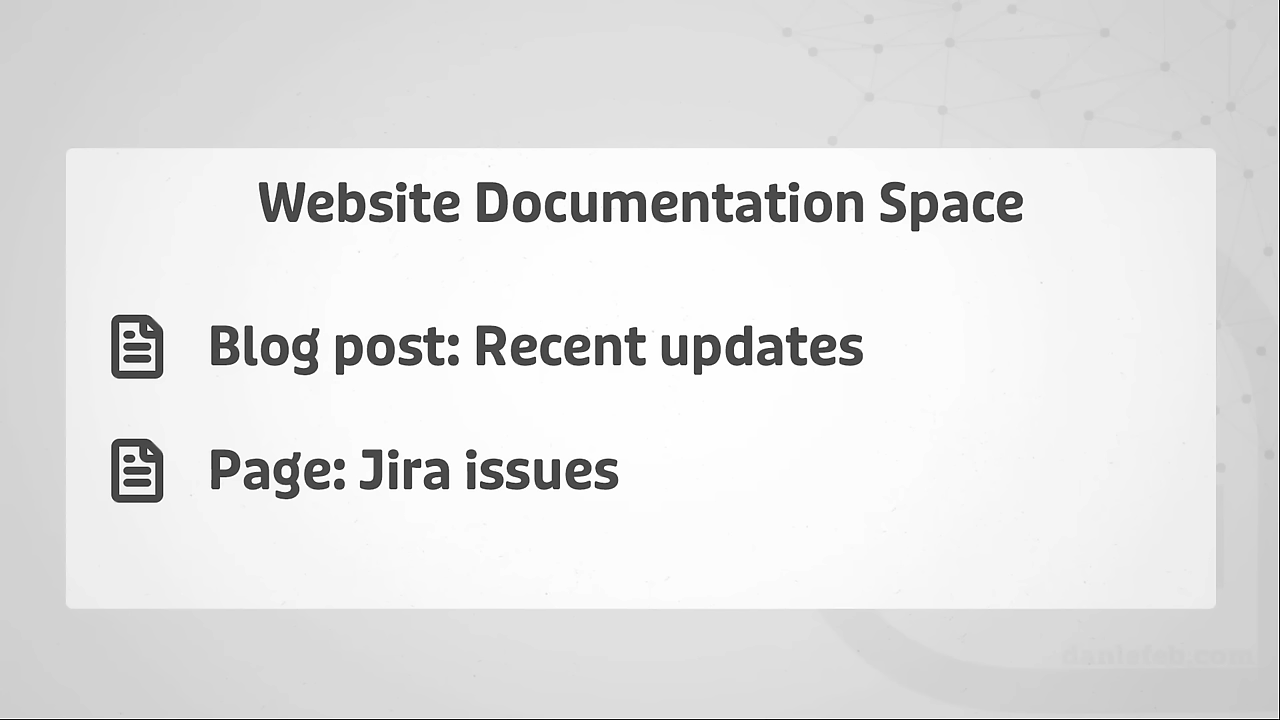 Website Documentation Space
Blog post: Recent updates
Page: Jira issues